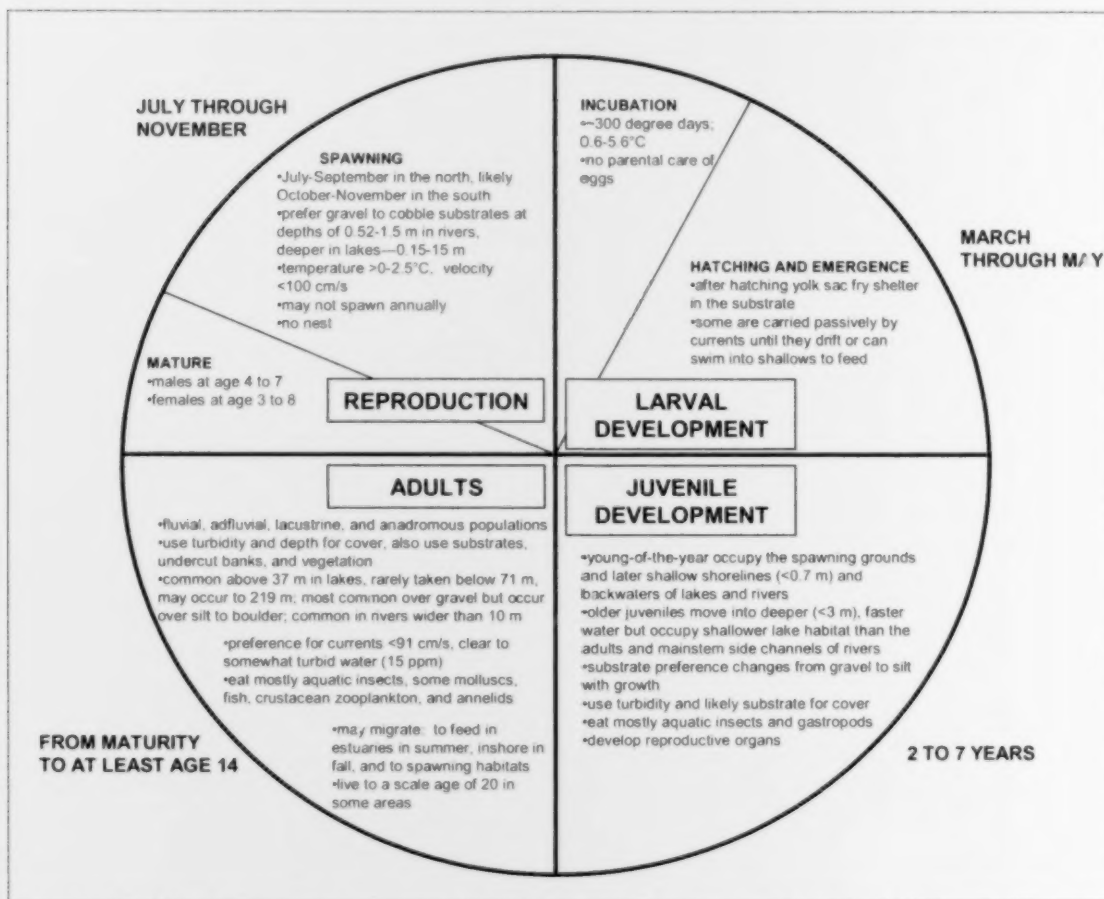 JULY THROUGH
NOVEMBER
SPAWNING
•July-September in the north, likely
October-November in the south
•prefer gravel to cobble substrates at
depths of 0.52-1.5 m in rivers,
deeper in lakes—0.15-15 m
•temperature >0-2.5°C, velocity
<100 cm/s
•may not spawn annually
•no nest
MATURE
•males at age 4 to 7
•females at age 3 to 8
REPRODUCTION
INCUBATION
•~300 degree days;
0.6-5.6°C
•no parental care of
eggs
MARCH
THROUGH MAY
HATCHING AND EMERGENCE
•after hatching yolk sac fry shelter
in the substrate
•some are carried passively by
currents until they drift or can
swim into shallows to feed
LARVAL
DEVELOPMENT
ADULTS
•fluvial, adfluvial, lacustrine, and anadromous populations
•use turbidity and depth for cover, also use substrates,
undercut banks, and vegetation
•common above 37 m in lakes, rarely taken below 71 m,
may occur to 219 m; most common over gravel but occur
over silt to boulder; common in rivers wider than 10 m
•preference for currents <91 cm/s, clear to
somewhat turbid water (15 ppm)
•eat mostly aquatic insects, some molluscs,
fish, crustacean zooplankton, and annelids
•may migrate: to feed in
estuaries in summer, inshore in
fall, and to spawning habitats
•live to a scale age of 20 in
some areas
FROM MATURITY
TO AT LEAST AGE 14
JUVENILE
DEVELOPMENT
•young-of-the-year occupy the spawning grounds
and later shallow shorelines (<0.7 m) and
backwaters of lakes and rivers
•older juveniles move into deeper (<3 m), faster
water but occupy shallower lake habitat than the
adults and mainstem side channels of rivers
•substrate preference changes from gravel to silt
with growth
•use turbidity and likely substrate for cover
•eat mostly aquatic insects and gastropods
•develop reproductive organs
2 TO 7 YEARS